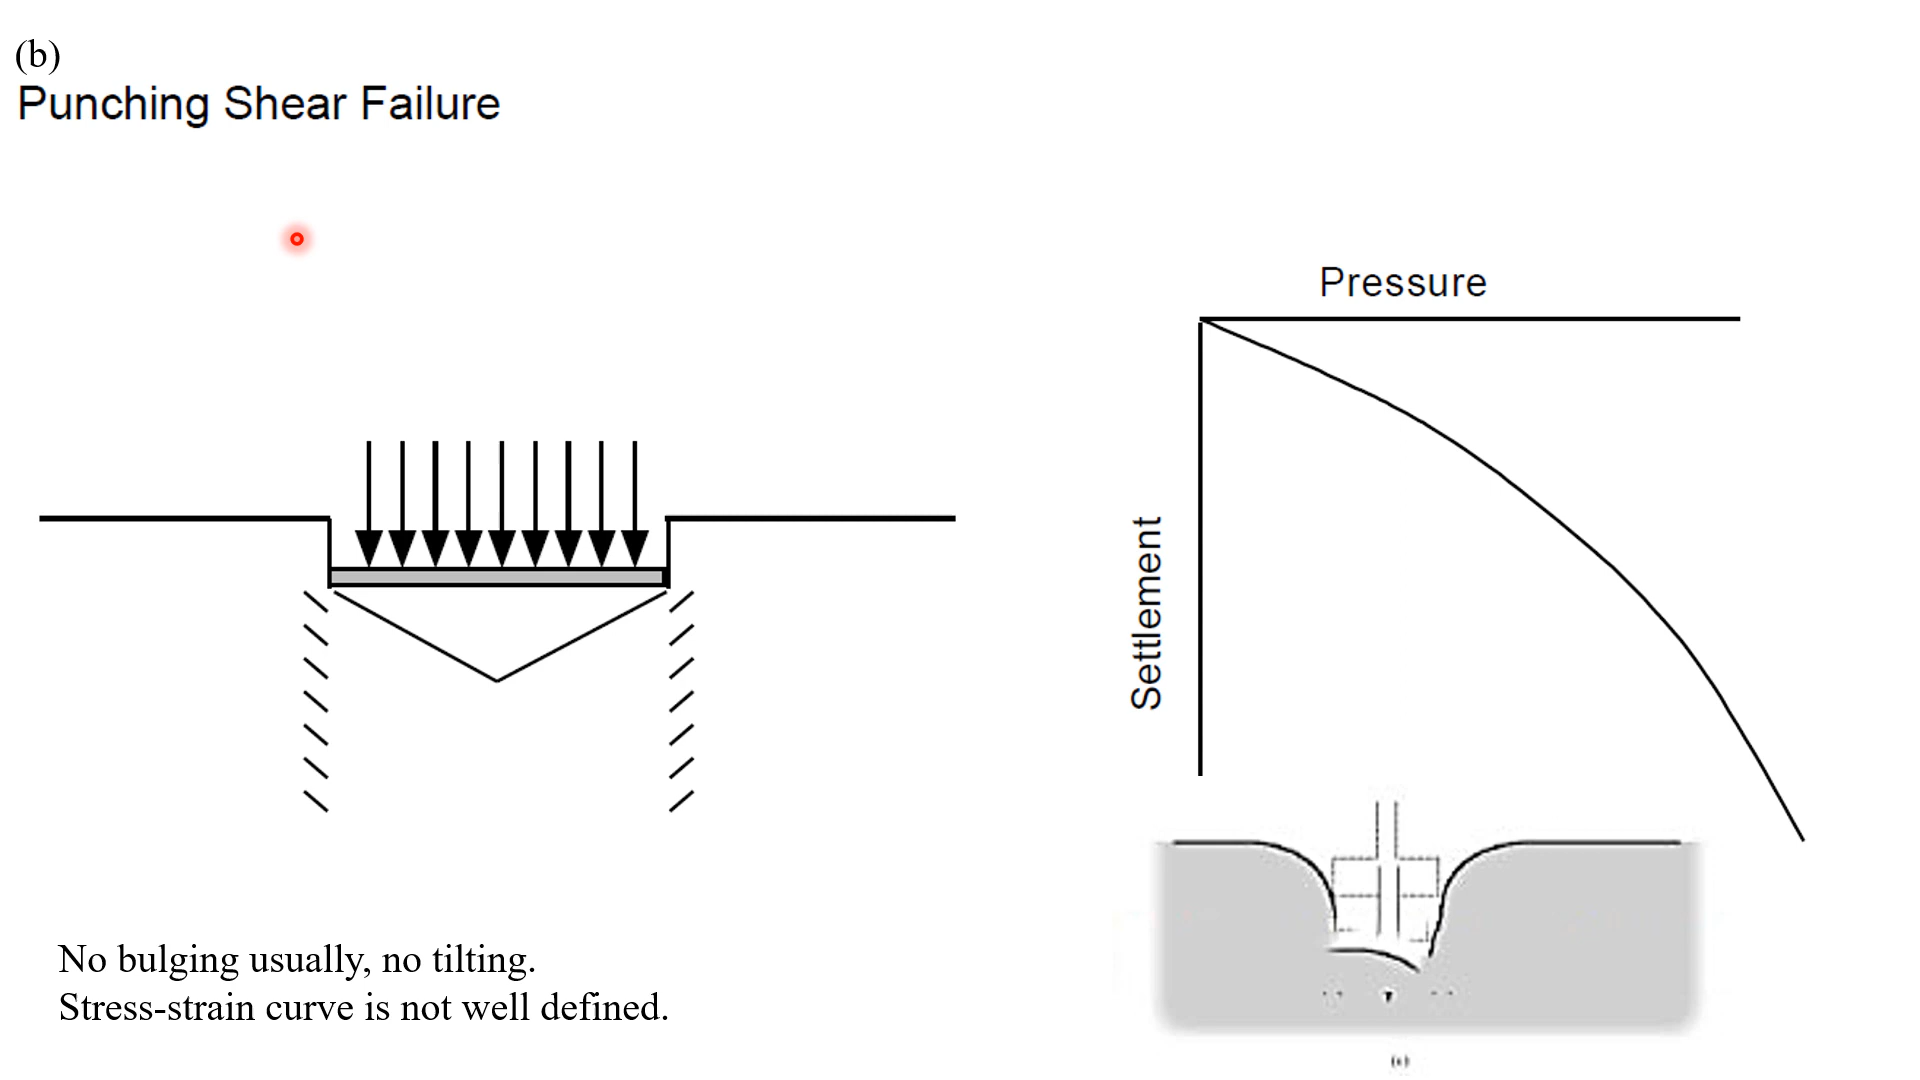 (b)
Punching Shear Failure
Pressure
Settlement
No bulging usually, no tilting.
Stress-strain curve is not well defined.